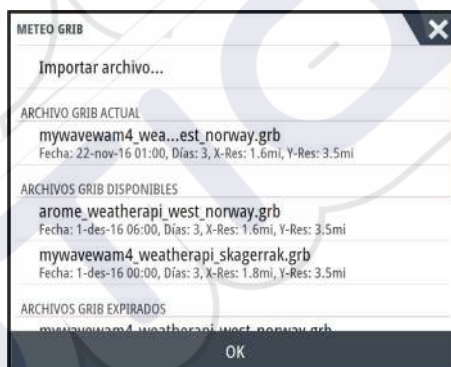 METEO GRIB
Importar archivo...
ARCHIVO GRIB ACTUAL
mywavewam4_wea...est_norway.grb
Fecha: 22-nov-16 01:00, Días: 3, X-Res: 1.6mi, Y-Res: 3.5mi
ARCHIVOS GRIB DISPONIBLES
arome_weatherapi_west_norway.grb
Fecha: 1-des-16 06:00, Días: 3, X-Res: 1.6mi, Y-Res: 3.5mi
mywavewam4_weatherapi_skagerrak.grb
Fecha: 1-des-16 00:00, Días: 3, X-Res: 1.8mi, Y-Res: 3.5mi
ARCHIVOS GRIB EXPIRADOS
mywavewam4_weatherapi_west_norway.grb
OK